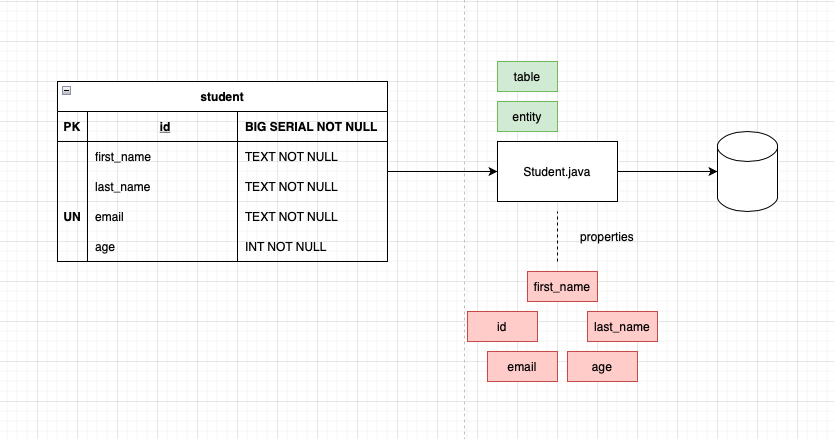 student
PK id BIG SERIAL NOT NULL
first_name TEXT NOT NULL
last_name TEXT NOT NULL
UN email TEXT NOT NULL
age INT NOT NULL
table
entity
Student.java
properties
first_name
id last_name
email age